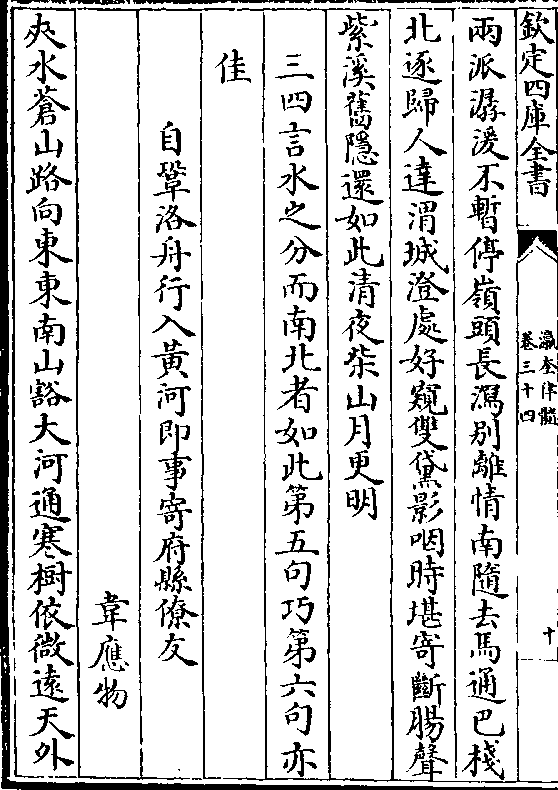 欽定四庫全書
瀛奎律髓
卷三十四
十
兩派潺湲不暫停嶺頭長瀉别離情南隨去馬通巴棧
北逐歸人達渭城澄處好窺雙黛影咽時堪寄斷腸聲
紫溪舊隱還如此清夜柴山月更明
三四言水之分而南北者如此第五句巧第六句亦
佳
自鞏洛舟行入黃河即事寄府縣僚友
韋應物
夾水蒼山路向東東南山豁大河通寒樹依微遠天外